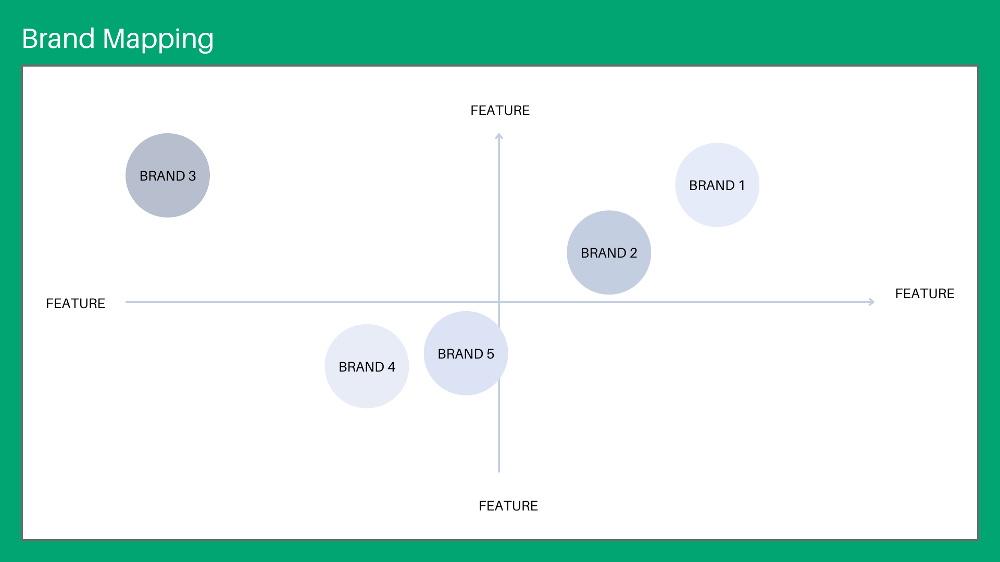 Brand Mapping
FEATURE
BRAND 3
BRAND 1
BRAND 2
FEATURE
FEATURE
BRAND 5
BRAND 4
FEATURE